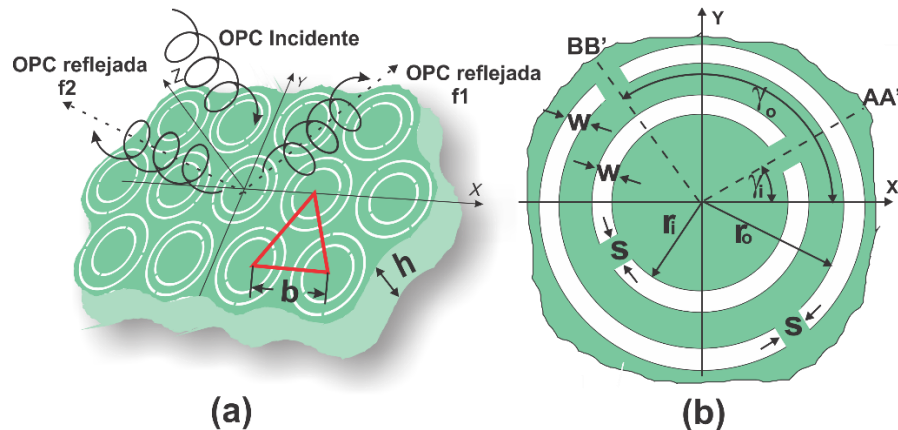 OPC Incidente
OPC reflejada
f2
OPC reflejada
f1
Z
Y
X
h
b
(a)
Y
BB'
AA'
γo
W
W
γi
X
ri
ro
S
S
(b)